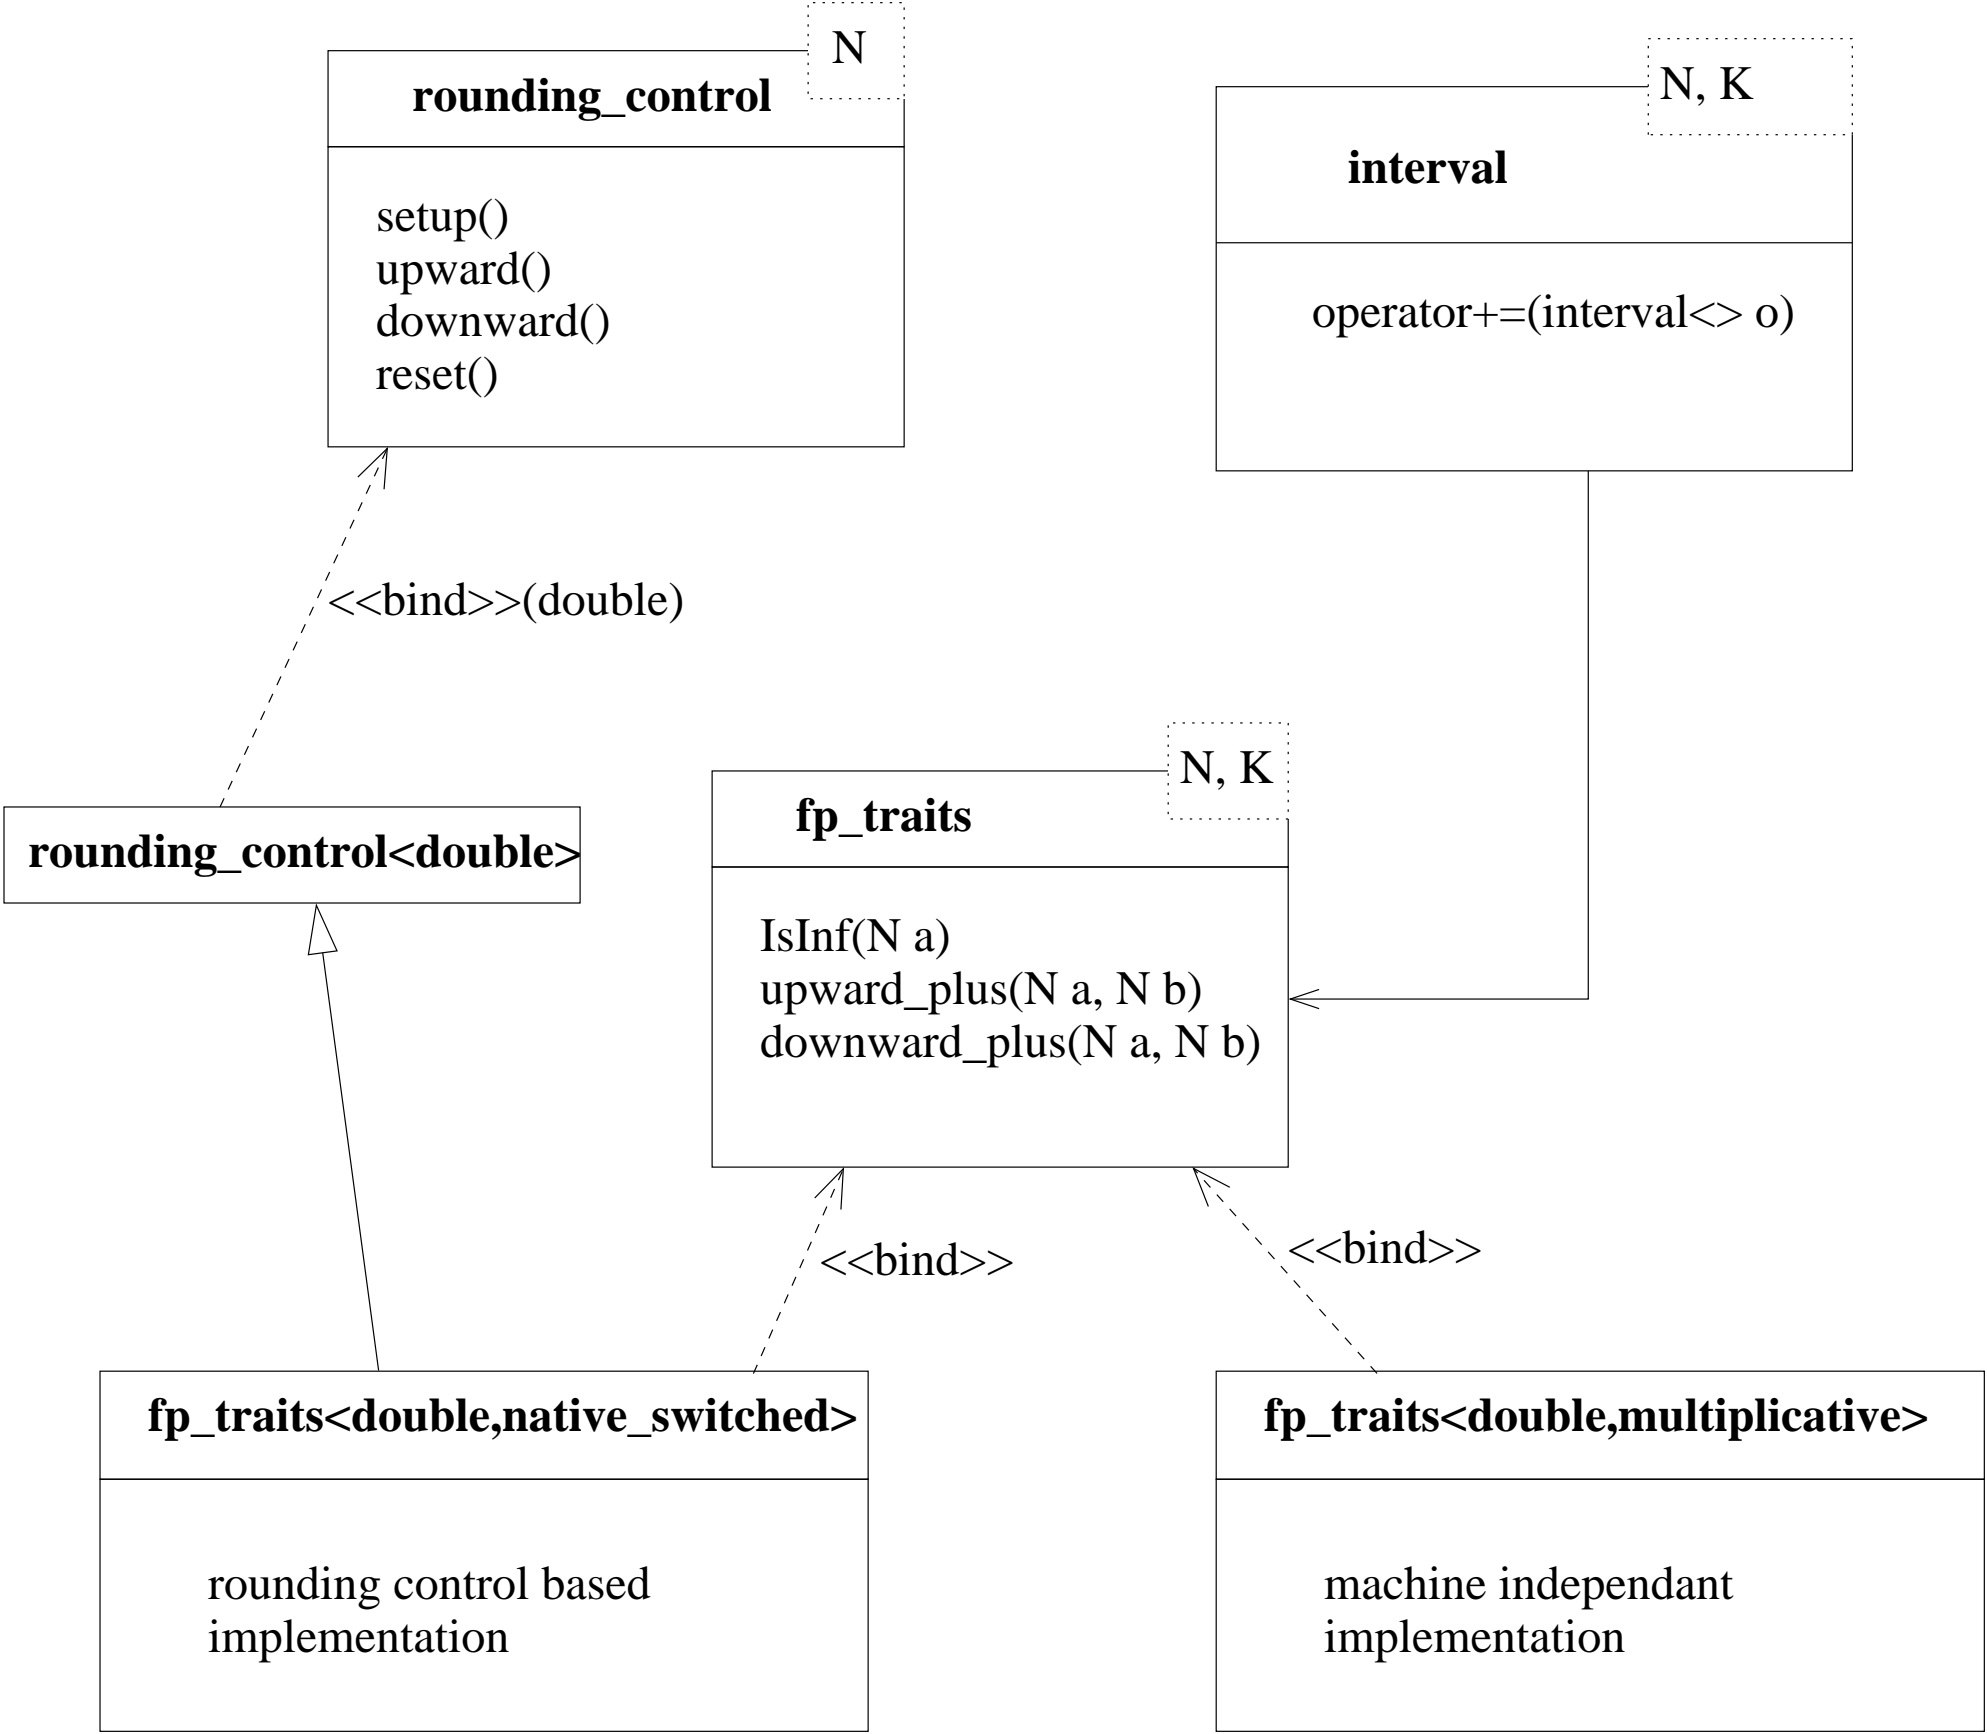 N
rounding_control
setup()
upward()
downward()
reset()
N, K
interval
operator+=(interval<> o)
<<bind>>(double)
rounding_control<double>
N, K
fp_traits
IsInf(N a)
upward_plus(N a, N b)
downward_plus(N a, N b)
<<bind>>
<<bind>>
fp_traits<double,native_switched>
rounding control based
implementation
fp_traits<double,multiplicative>
machine independant
implementation